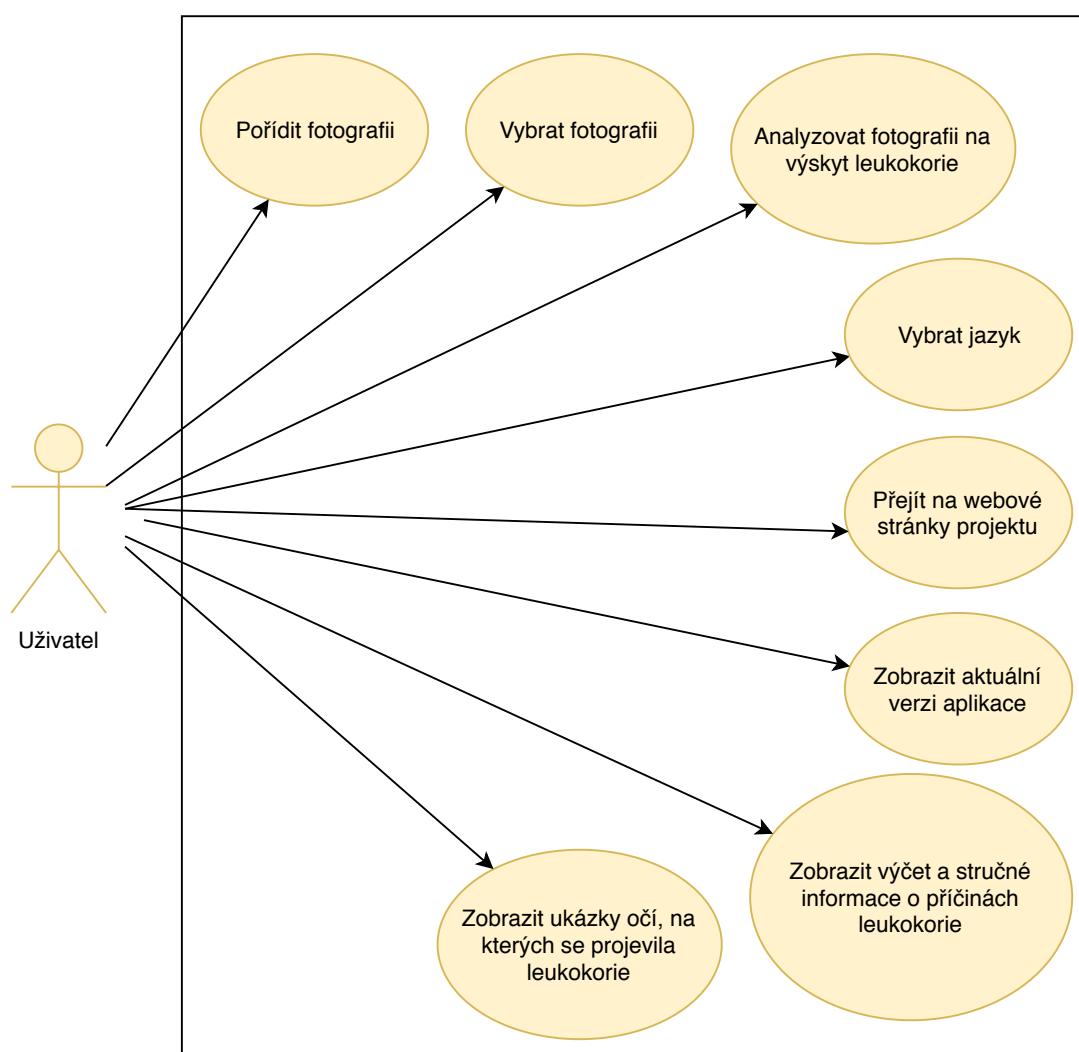 Pořídit fotografii
Vybrat fotografii
Analyzovat fotografii na
výskyt leukokorie
Vybrat jazyk
Přejít na webové
stránky projektu
Uživatel
Zobrazit aktuální
verzi aplikace
Zobrazit výčet a stručné
informace o příčinách
leukokorie
Zobrazit ukázky očí, na
kterých se projevila
leukokorie